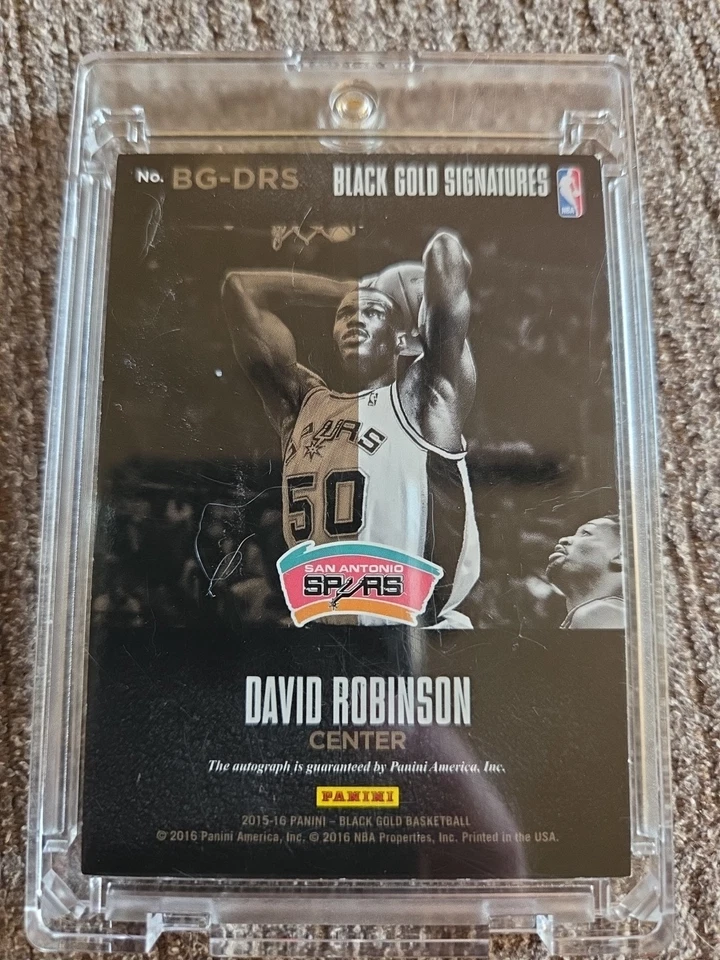 No. BG-DRS BLACK GOLD SIGNATURES
NBA
SPURS
50
SAN ANTONIO
SPURS
DAVID ROBINSON
CENTER
The autograph is guaranteed by Panini America, Inc.
PANINI
2015-16 PANINI – BLACK GOLD BASKETBALL
© 2016 Panini America, Inc. © 2016 NBA Properties, Inc. Printed in the USA.